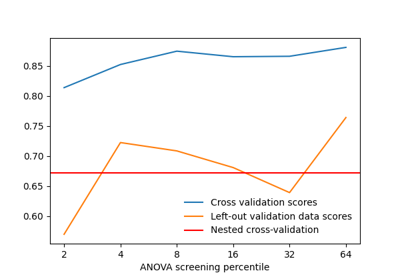 0.85
0.80
0.75
0.70
0.65
0.60
Cross validation scores
Left-out validation data scores
Nested cross-validation
2 4 8 16 32 64
ANOVA screening percentile